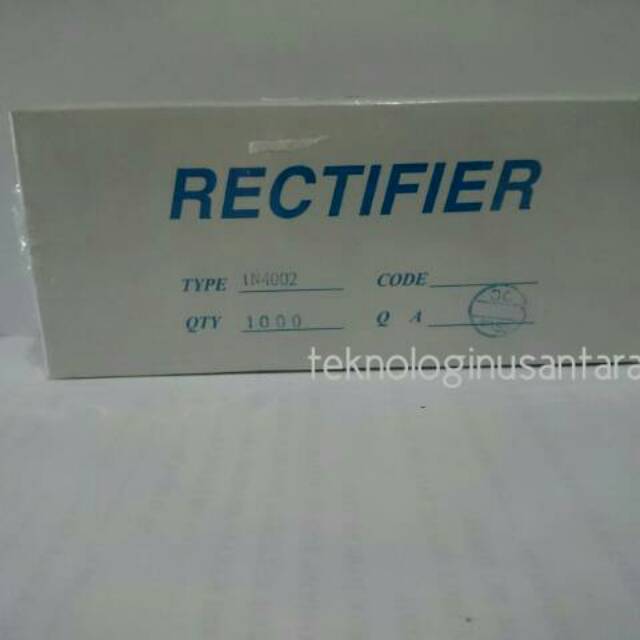 RECTIFIER
TYPE 1N4002 CODE
QTY 1000 Q A
teknologinusantara